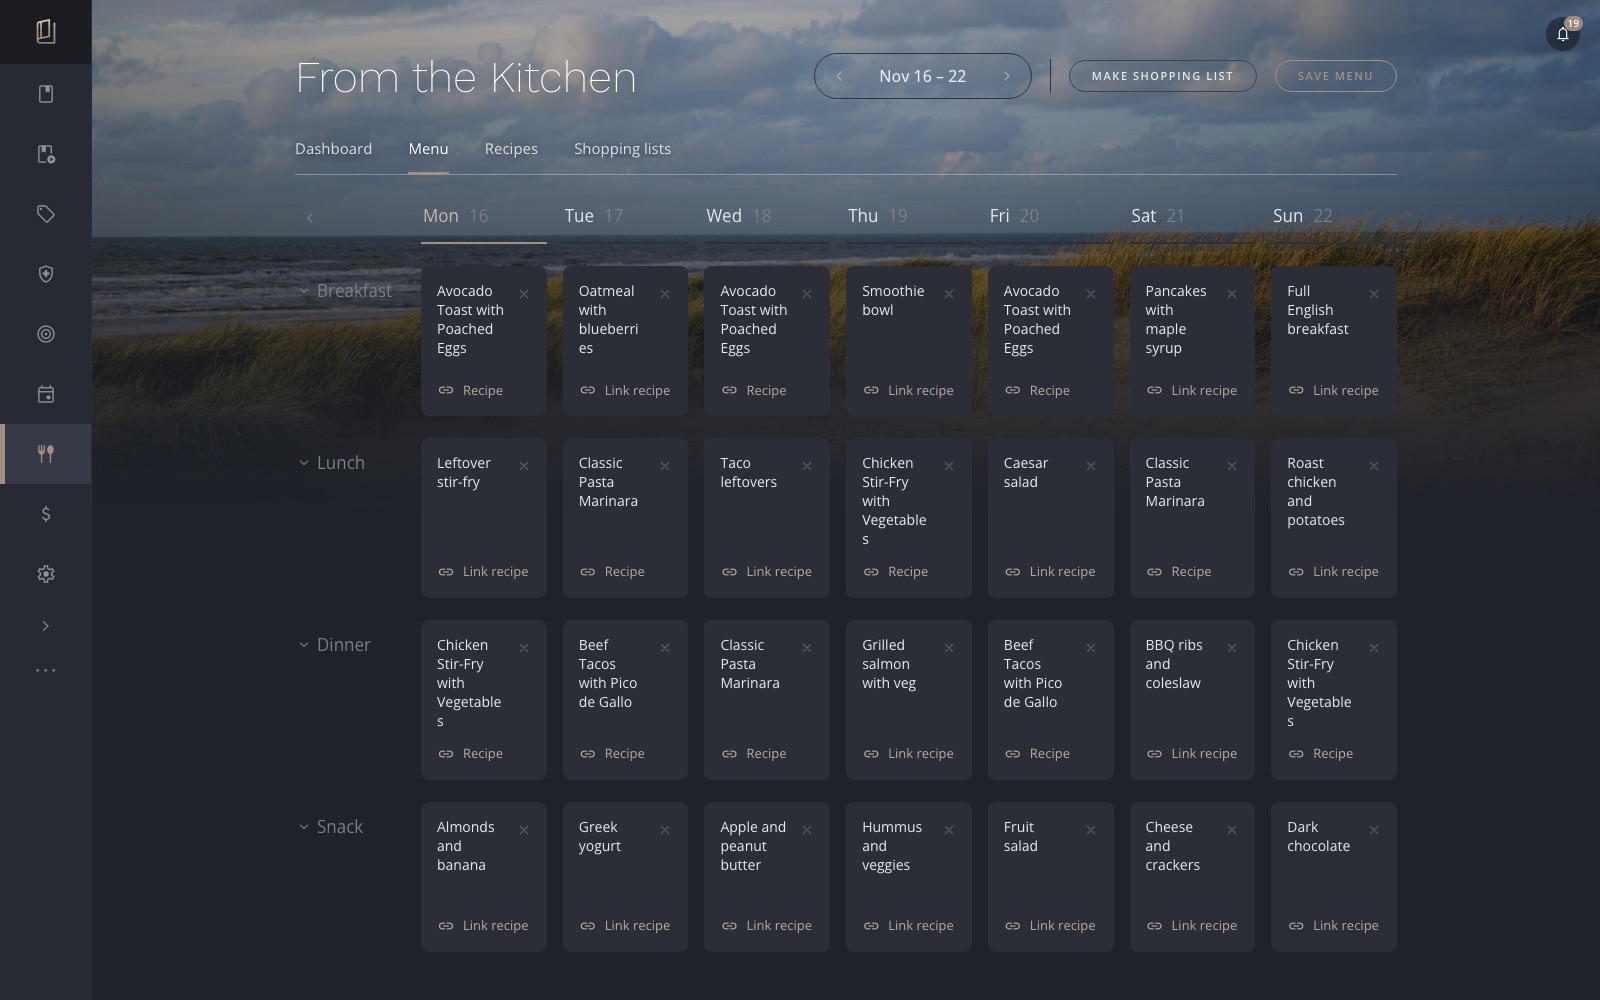 19
From the Kitchen
Nov 16 – 22
MAKE SHOPPING LIST
SAVE MENU
Dashboard
Menu
Recipes
Shopping lists
Mon 16
Tue 17
Wed 18
Thu 19
Fri 20
Sat 21
Sun 22
Breakfast
Avocado
Toast with
Poached
Eggs
Recipe
Oatmeal
with
blueberri
es
Link recipe
Avocado
Toast with
Poached
Eggs
Recipe
Smoothie
bowl
Link recipe
Avocado
Toast with
Poached
Eggs
Recipe
Pancakes
with
maple
syrup
Link recipe
Full
English
breakfast
Link recipe
Lunch
Leftover
stir-fry
Link recipe
Classic
Pasta
Marinara
Recipe
Taco
leftovers
Link recipe
Chicken
Stir-Fry
with
Vegetable
s
Recipe
Caesar
salad
Link recipe
Classic
Pasta
Marinara
Recipe
Roast
chicken
and
potatoes
Link recipe
Dinner
Chicken
Stir-Fry
with
Vegetable
s
Recipe
Beef
Tacos
with Pico
de Gallo
Recipe
Classic
Pasta
Marinara
Recipe
Grilled
salmon
with veg
Link recipe
Beef
Tacos
with Pico
de Gallo
Recipe
BBQ ribs
and
coleslaw
Link recipe
Chicken
Stir-Fry
with
Vegetable
s
Recipe
Snack
Almonds
and
banana
Link recipe
Greek
yogurt
Link recipe
Apple and
peanut
butter
Link recipe
Hummus
and
veggies
Link recipe
Fruit
salad
Link recipe
Cheese
and
crackers
Link recipe
Dark
chocolate
Link recipe